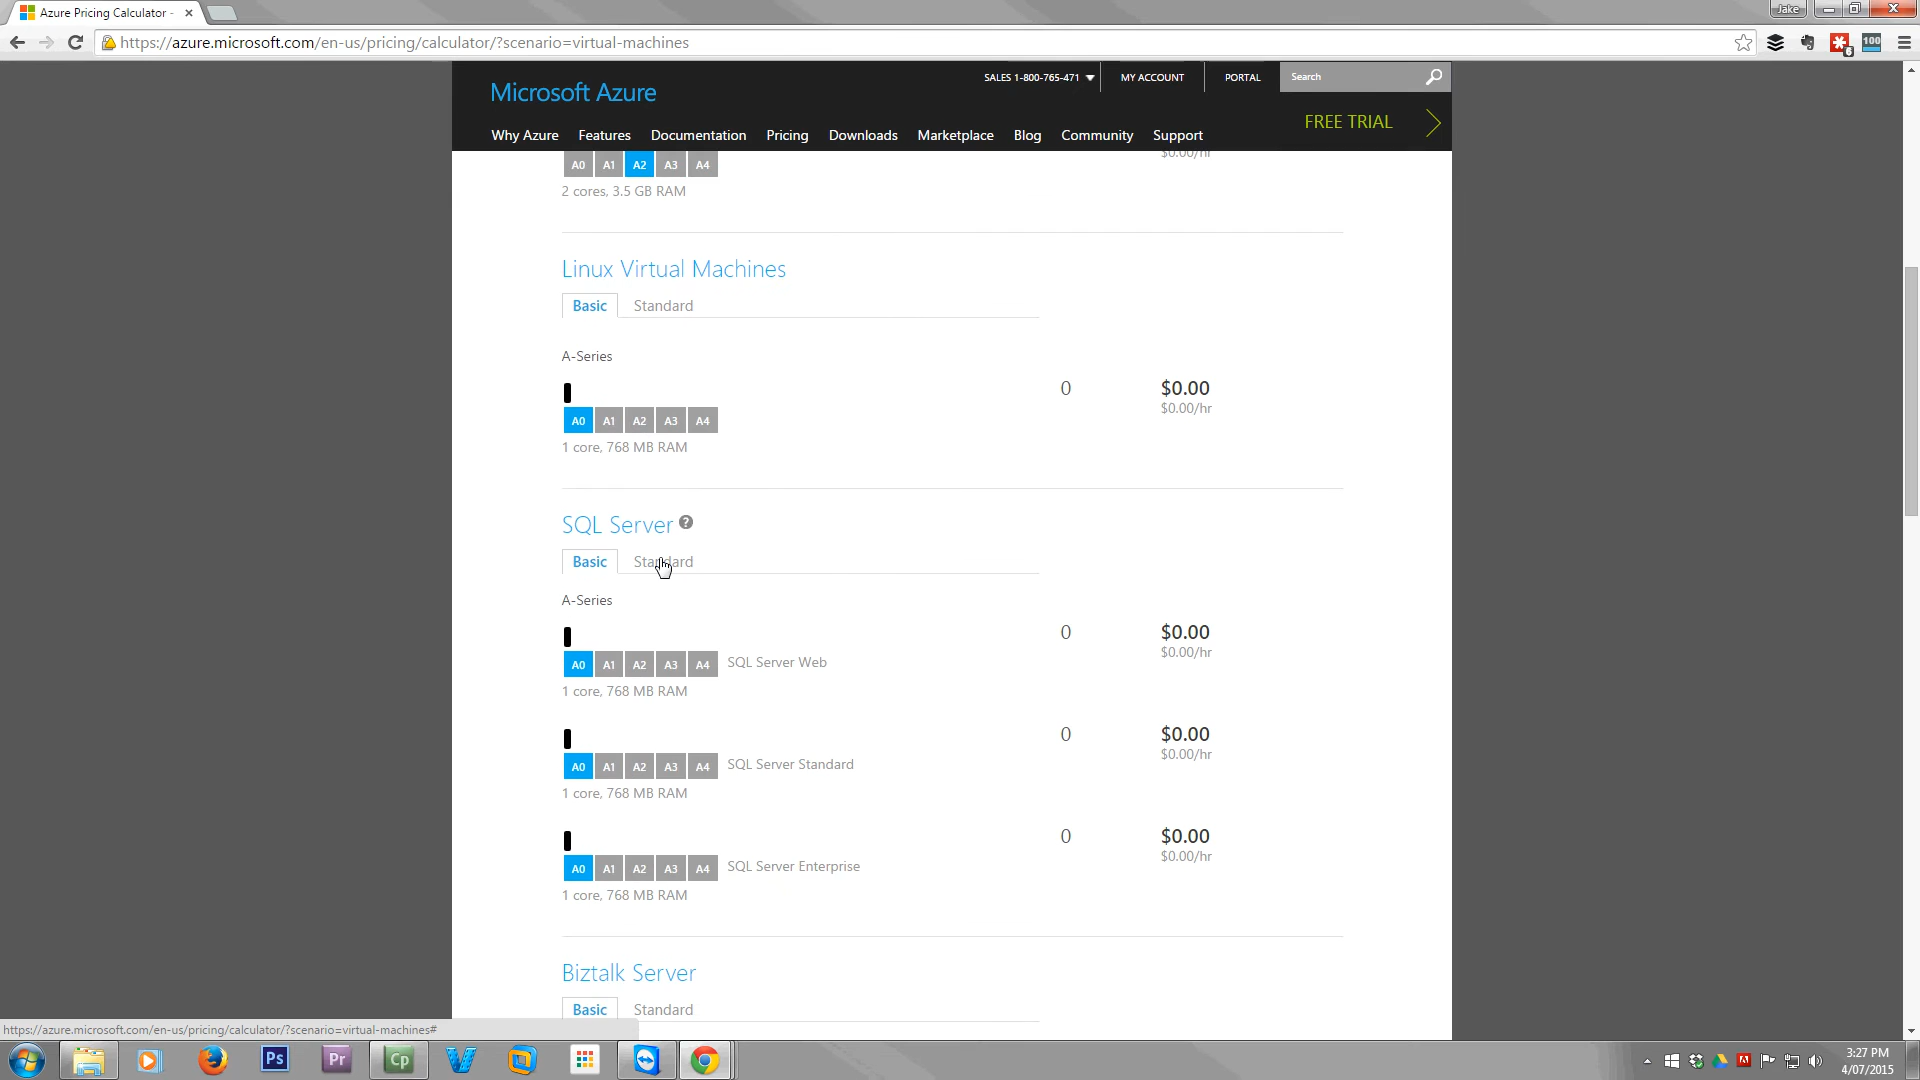 Azure Pricing Calculator -
Jake
https://azure.microsoft.com/en-us/pricing/calculator/?scenario=virtual-machines
6
100
SALES 1-800-765-471
MY ACCOUNT
PORTAL
Search
Microsoft Azure
FREE TRIAL
Why Azure
Features
Documentation
Pricing
Downloads
Marketplace
Blog
Community
Support
A0 A1 A2 A3 A4
$0.00/hr
2 cores, 3.5 GB RAM
Linux Virtual Machines
Basic
Standard
A-Series
0
$0.00
$0.00/hr
A0 A1 A2 A3 A4
1 core, 768 MB RAM
SQL Server ?
Basic
Standard
A-Series
0
$0.00
$0.00/hr
A0 A1 A2 A3 A4 SQL Server Web
1 core, 768 MB RAM
0
$0.00
$0.00/hr
A0 A1 A2 A3 A4 SQL Server Standard
1 core, 768 MB RAM
0
$0.00
$0.00/hr
A0 A1 A2 A3 A4 SQL Server Enterprise
1 core, 768 MB RAM
Biztalk Server
Basic
Standard
https://azure.microsoft.com/en-us/pricing/calculator/?scenario=virtual-machines#
Ps
Pr
Cp
3:27 PM
4/07/2015